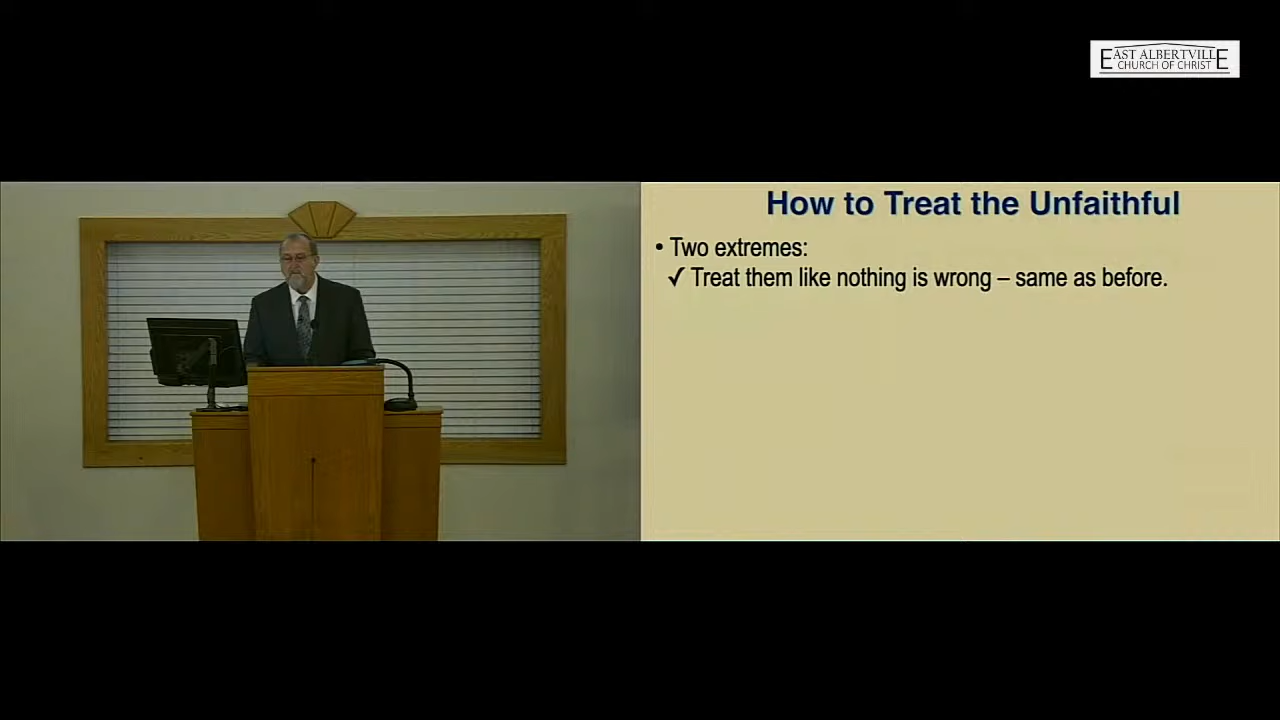 EAST ALBERTVILLE
CHURCH OF CHRIST
How to Treat the Unfaithful
• Two extremes:
✓ Treat them like nothing is wrong – same as before.